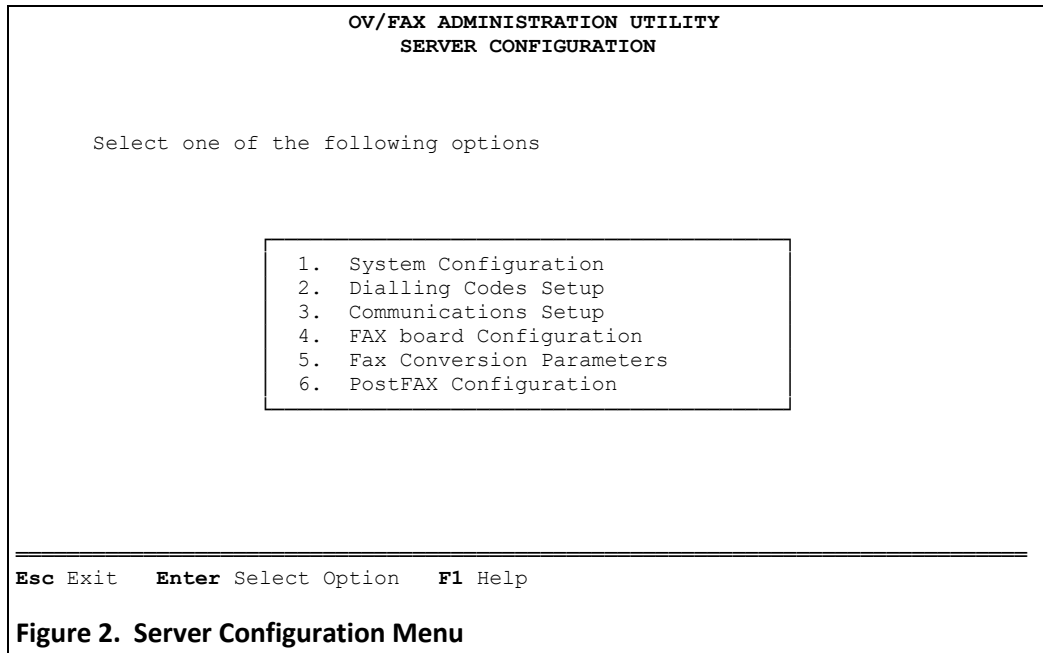 OV/FAX ADMINISTRATION UTILITY
SERVER CONFIGURATION
Select one of the following options
1. System Configuration
2. Dialling Codes Setup
3. Communications Setup
4. FAX board Configuration
5. Fax Conversion Parameters
6. PostFAX Configuration
Esc Exit Enter Select Option F1 Help
Figure 2. Server Configuration Menu